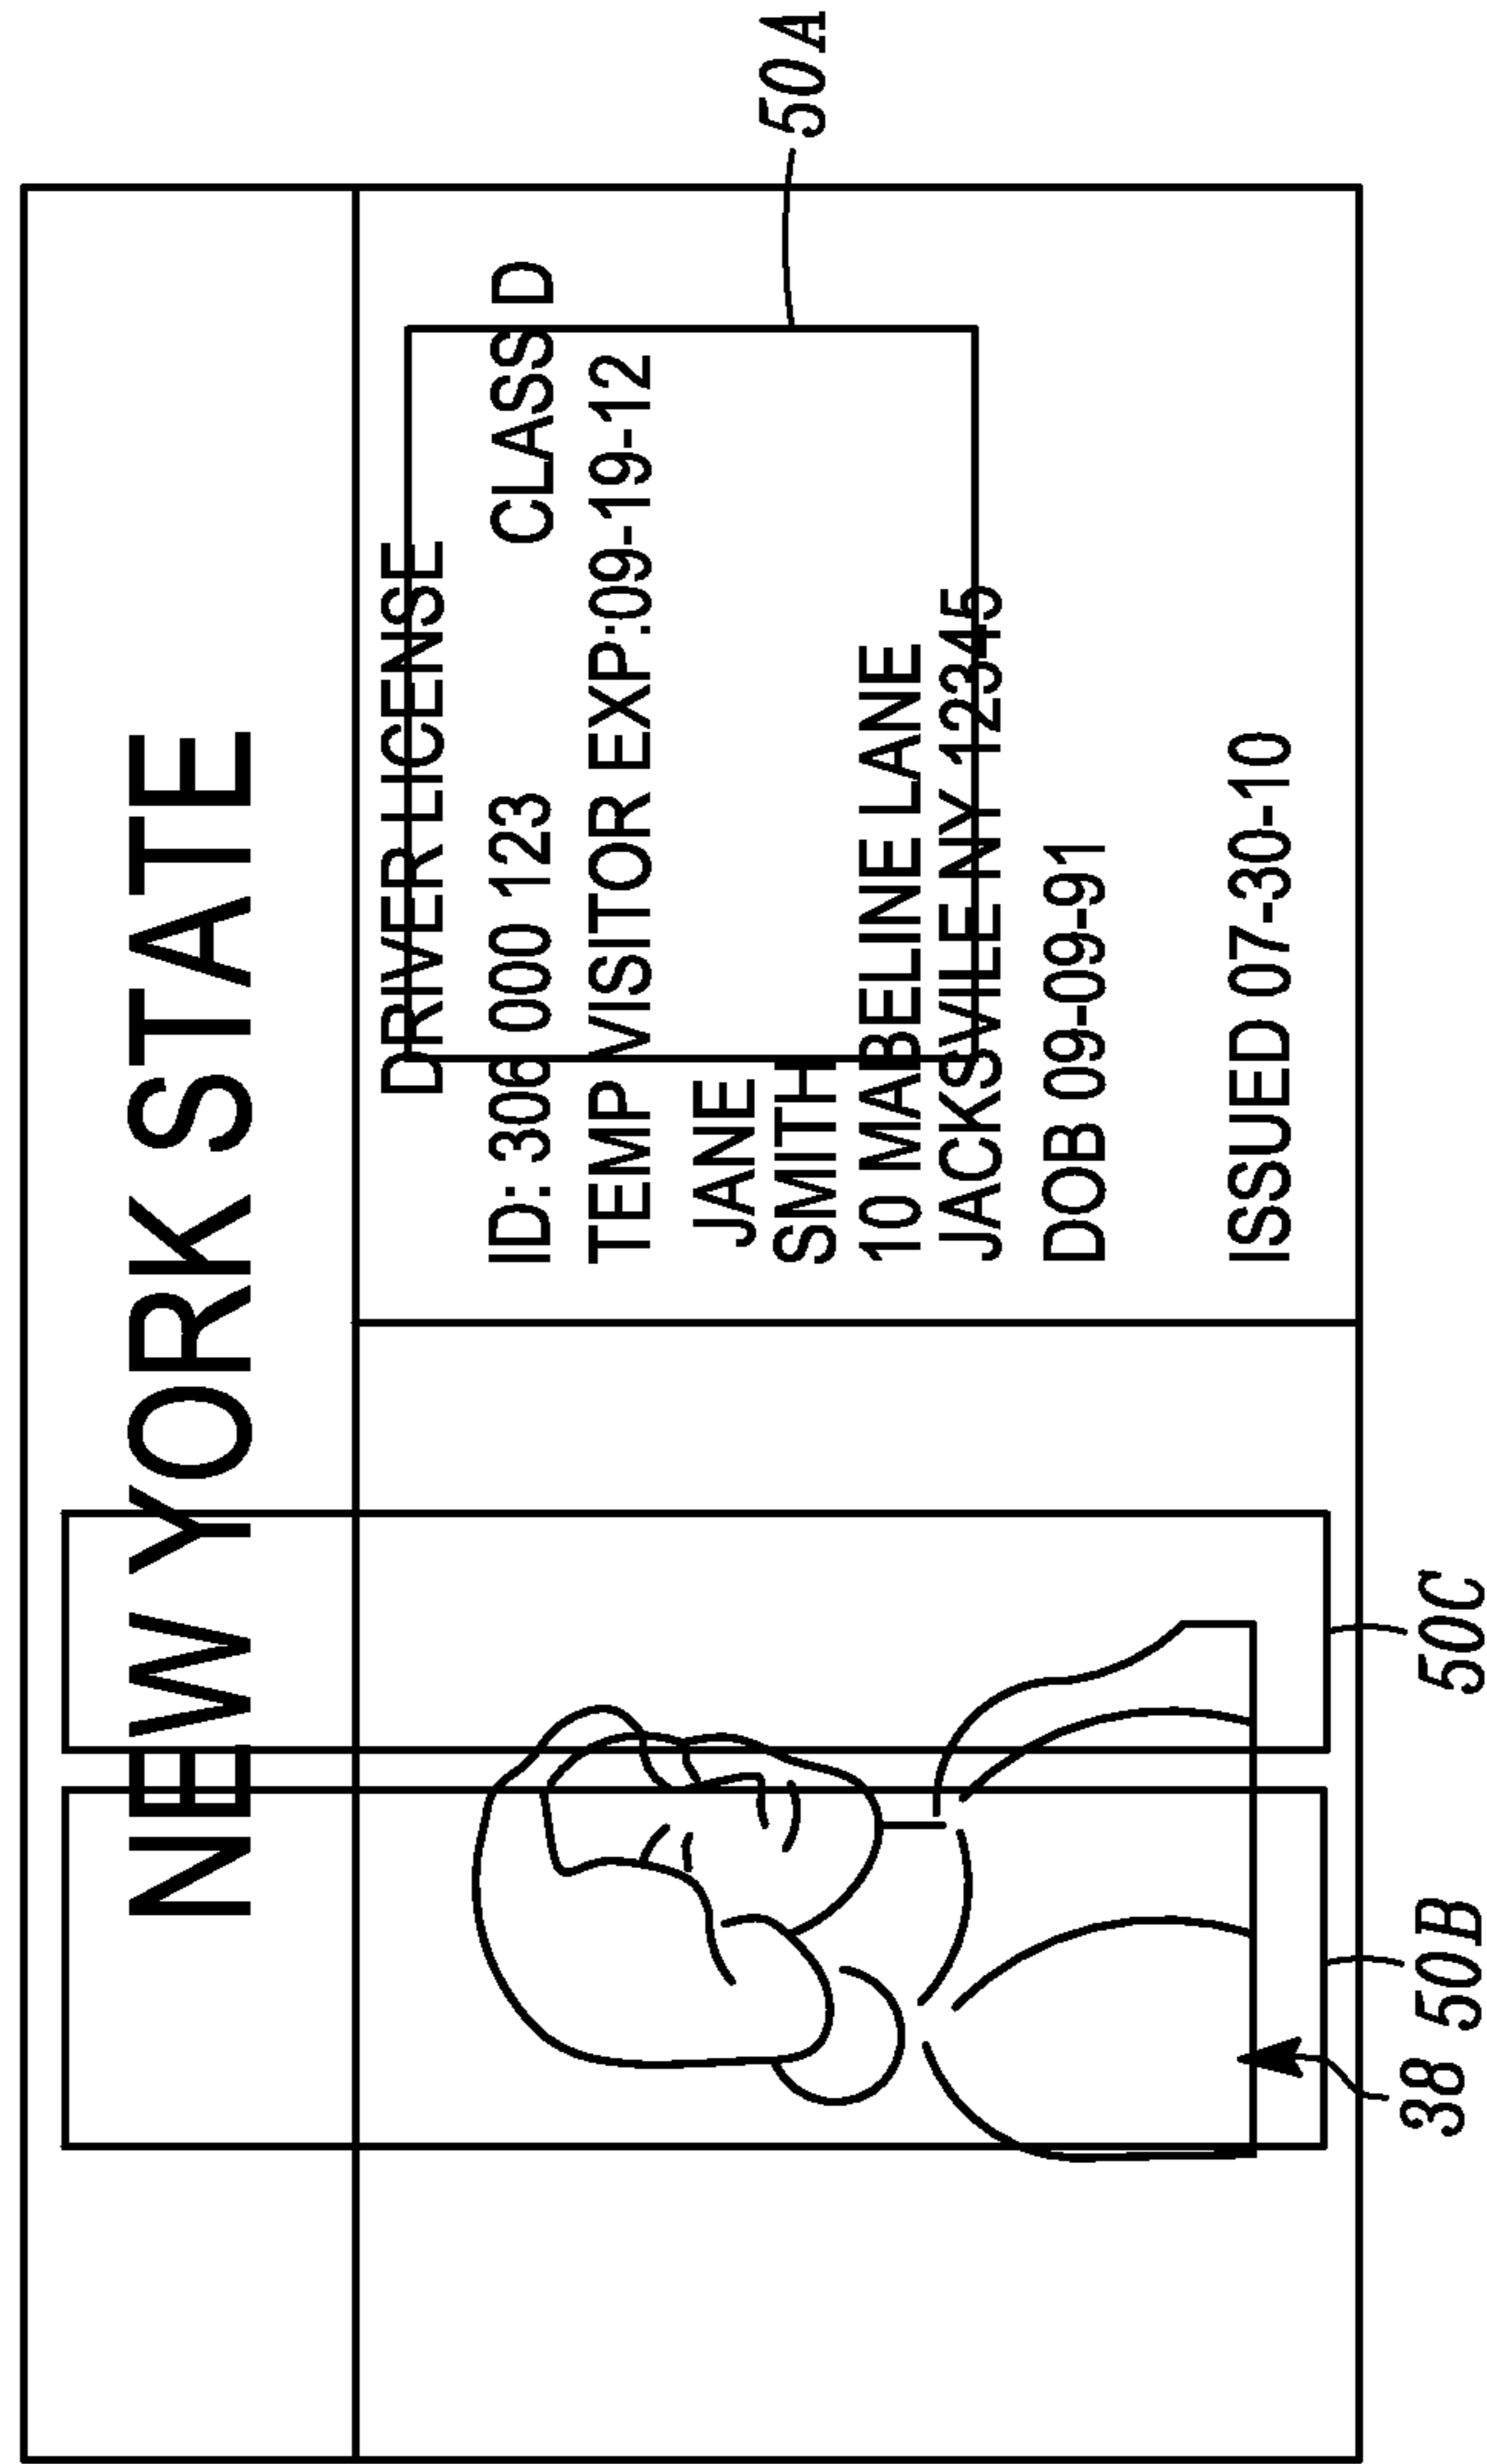 NEW YORK STATE
DRIVER LICENSE
ID: 306 000 123 CLASS D
TEMP VISITOR EXP:09-19-12
JANE
SMITH
10 MABELINE LANE
JACKSVILE NY 12345
DOB 09-09-91
ISSUED 07-30-10
50A
38 50B 50C